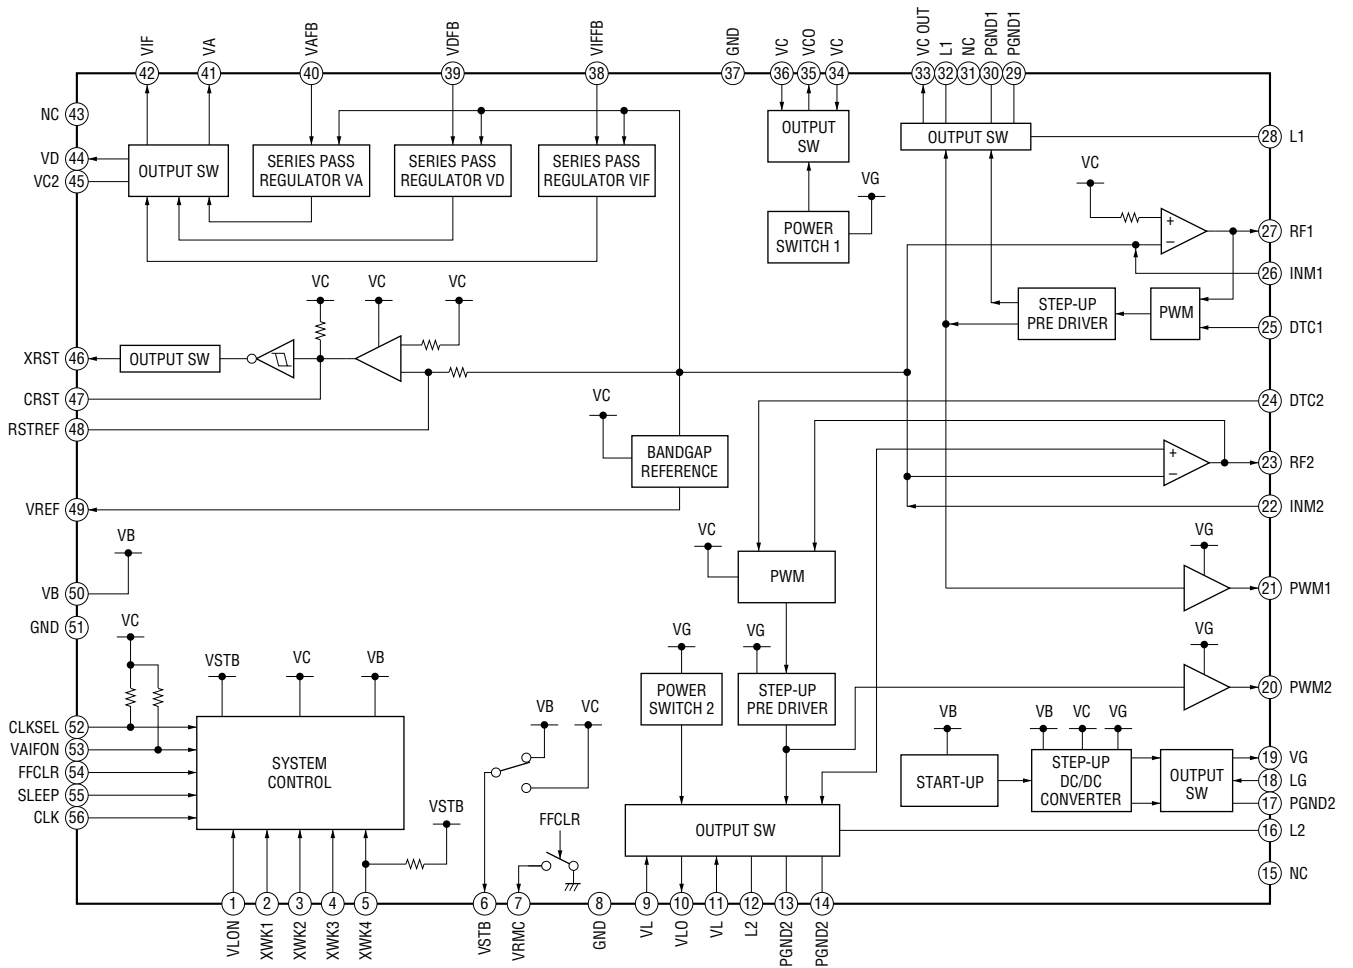 VIF
VA
VAFB
VDFB
VIFFB
GND
VC
VCO
VC
VC OUT
L1
NC
PGND1
PGND1
42
41
40
39
38
37
36
35
34
33
32
31
30
29
NC 43
VD 44
VC2 45
OUTPUT SW
SERIES PASS
REGULATOR VA
SERIES PASS
REGULATOR VD
SERIES PASS
REGULATOR VIF
OUTPUT
SW
OUTPUT SW
28 L1
VG
POWER
SWITCH 1
VC
+
−
27 RF1
26 INM1
STEP-UP
PRE DRIVER
PWM
25 DTC1
VC
VC
VC
XRST 46
OUTPUT SW
CRST 47
RSTREF 48
VC
BANDGAP
REFERENCE
24 DTC2
+
−
23 RF2
VREF 49
22 INM2
VB
VB 50
GND 51
VC
PWM
VG
21 PWM1
VC
VSTB
VC
VB
VG
POWER
SWITCH 2
VG
STEP-UP
PRE DRIVER
VG
20 PWM2
CLKSEL 52
VAIFON 53
FFCLR 54
SLEEP 55
CLK 56
SYSTEM
CONTROL
VB
VC
VB
START-UP
VB
VC
VG
STEP-UP
DC/DC
CONVERTER
OUTPUT
SW
19 VG
18 LG
17 PGND2
VSTB
FFCLR
OUTPUT SW
16 L2
15 NC
1
2
3
4
5
6
7
8
9
10
11
12
13
14
VLON
XWK1
XWK2
XWK3
XWK4
VSTB
VRMC
GND
VL
VLO
VL
L2
PGND2
PGND2